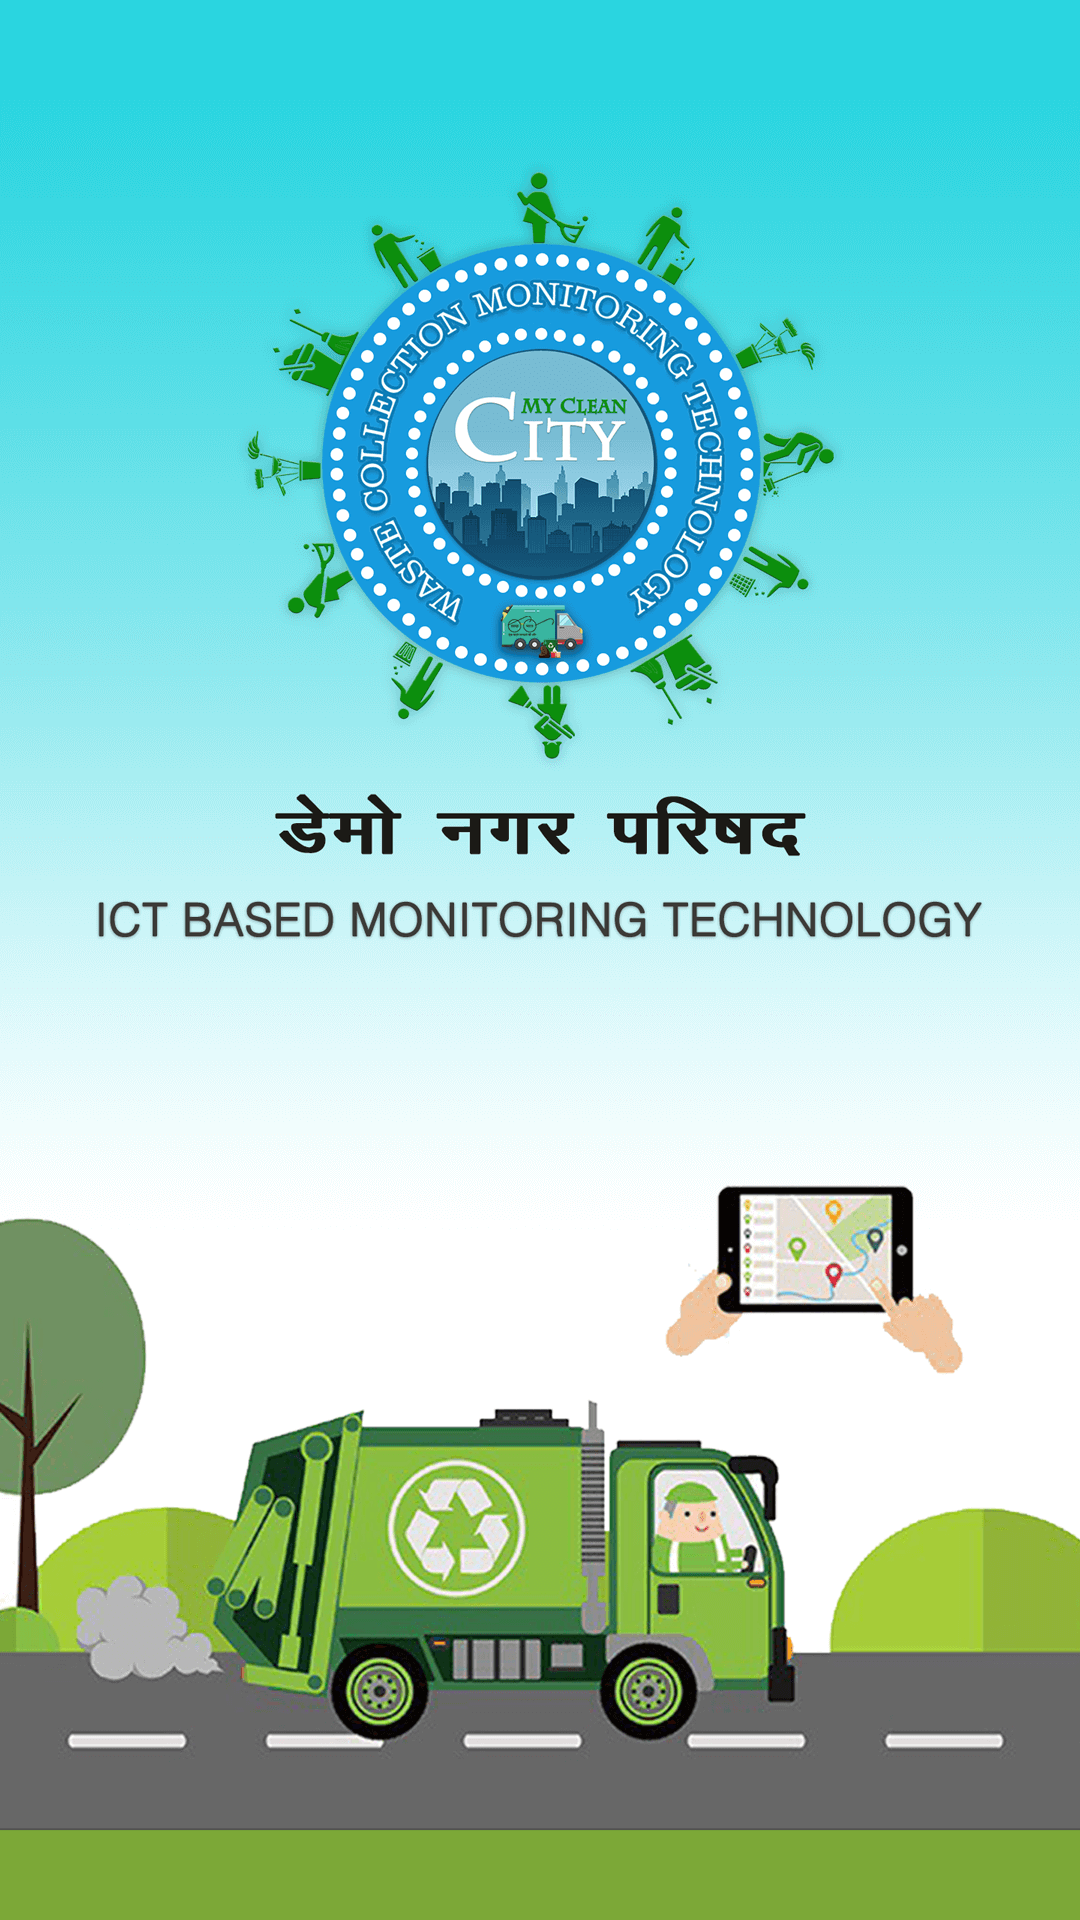 WASTE COLLECTION MONITORING TECHNOLOGY
MY CLEAN
CITY
डेमो नगर परिषद
ICT BASED MONITORING TECHNOLOGY